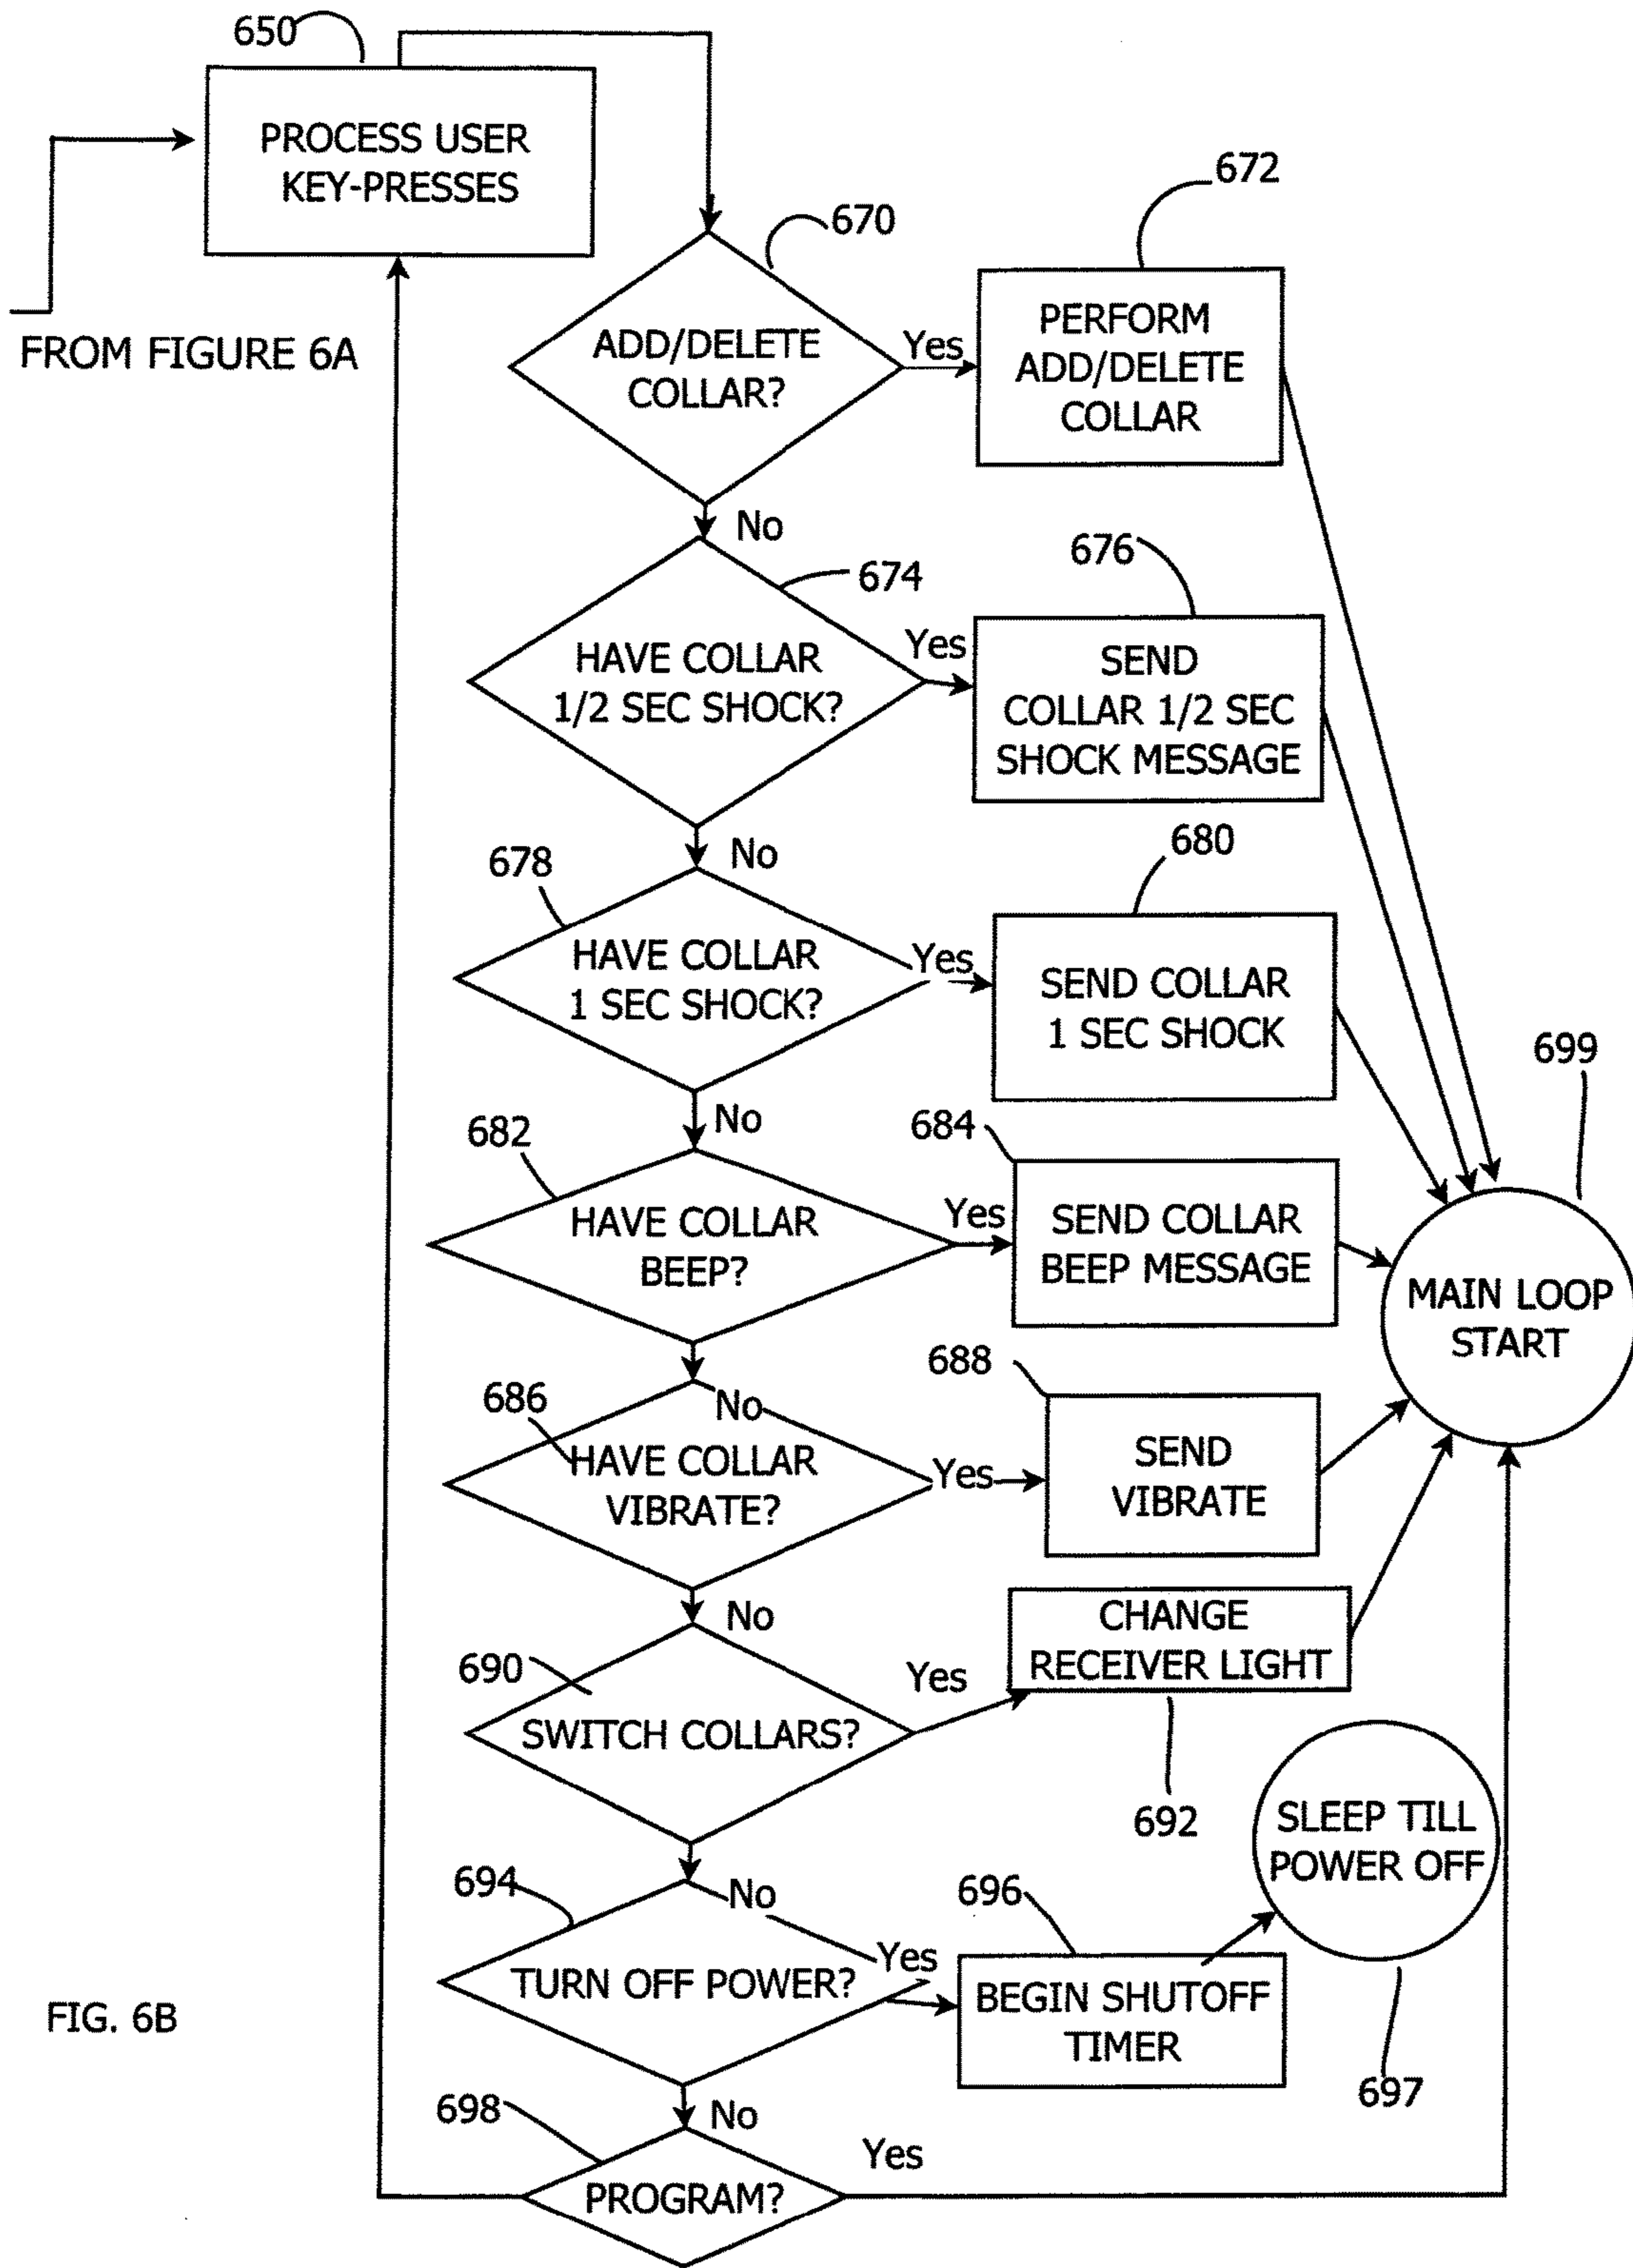 650
PROCESS USER
KEY-PRESSES
FROM FIGURE 6A
670
672
ADD/DELETE
COLLAR?
Yes
PERFORM
ADD/DELETE
COLLAR
No
674
676
HAVE COLLAR
1/2 SEC SHOCK?
Yes
SEND
COLLAR 1/2 SEC
SHOCK MESSAGE
No
678
680
HAVE COLLAR
1 SEC SHOCK?
Yes
SEND COLLAR
1 SEC SHOCK
699
No
682
684
HAVE COLLAR
BEEP?
Yes
SEND COLLAR
BEEP MESSAGE
MAIN LOOP
START
No
686
688
HAVE COLLAR
VIBRATE?
Yes
SEND
VIBRATE
No
690
SWITCH COLLARS?
Yes
CHANGE
RECEIVER LIGHT
692
SLEEP TILL
POWER OFF
No
694
696
TURN OFF POWER?
Yes
BEGIN SHUTOFF
TIMER
697
FIG. 6B
No
698
PROGRAM?
Yes